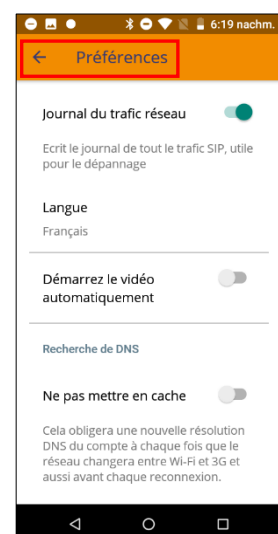 6:19 nachm.
Préférences
Journal du trafic réseau
Ecrit le journal de tout le trafic SIP, utile
pour le dépannage
Langue
Français
Démarrez le vidéo
automatiquement
Recherche de DNS
Ne pas mettre en cache
Cela obligera une nouvelle résolution
DNS du compte à chaque fois que le
réseau changera entre Wi-Fi et 3G et
aussi avant chaque reconnexion.